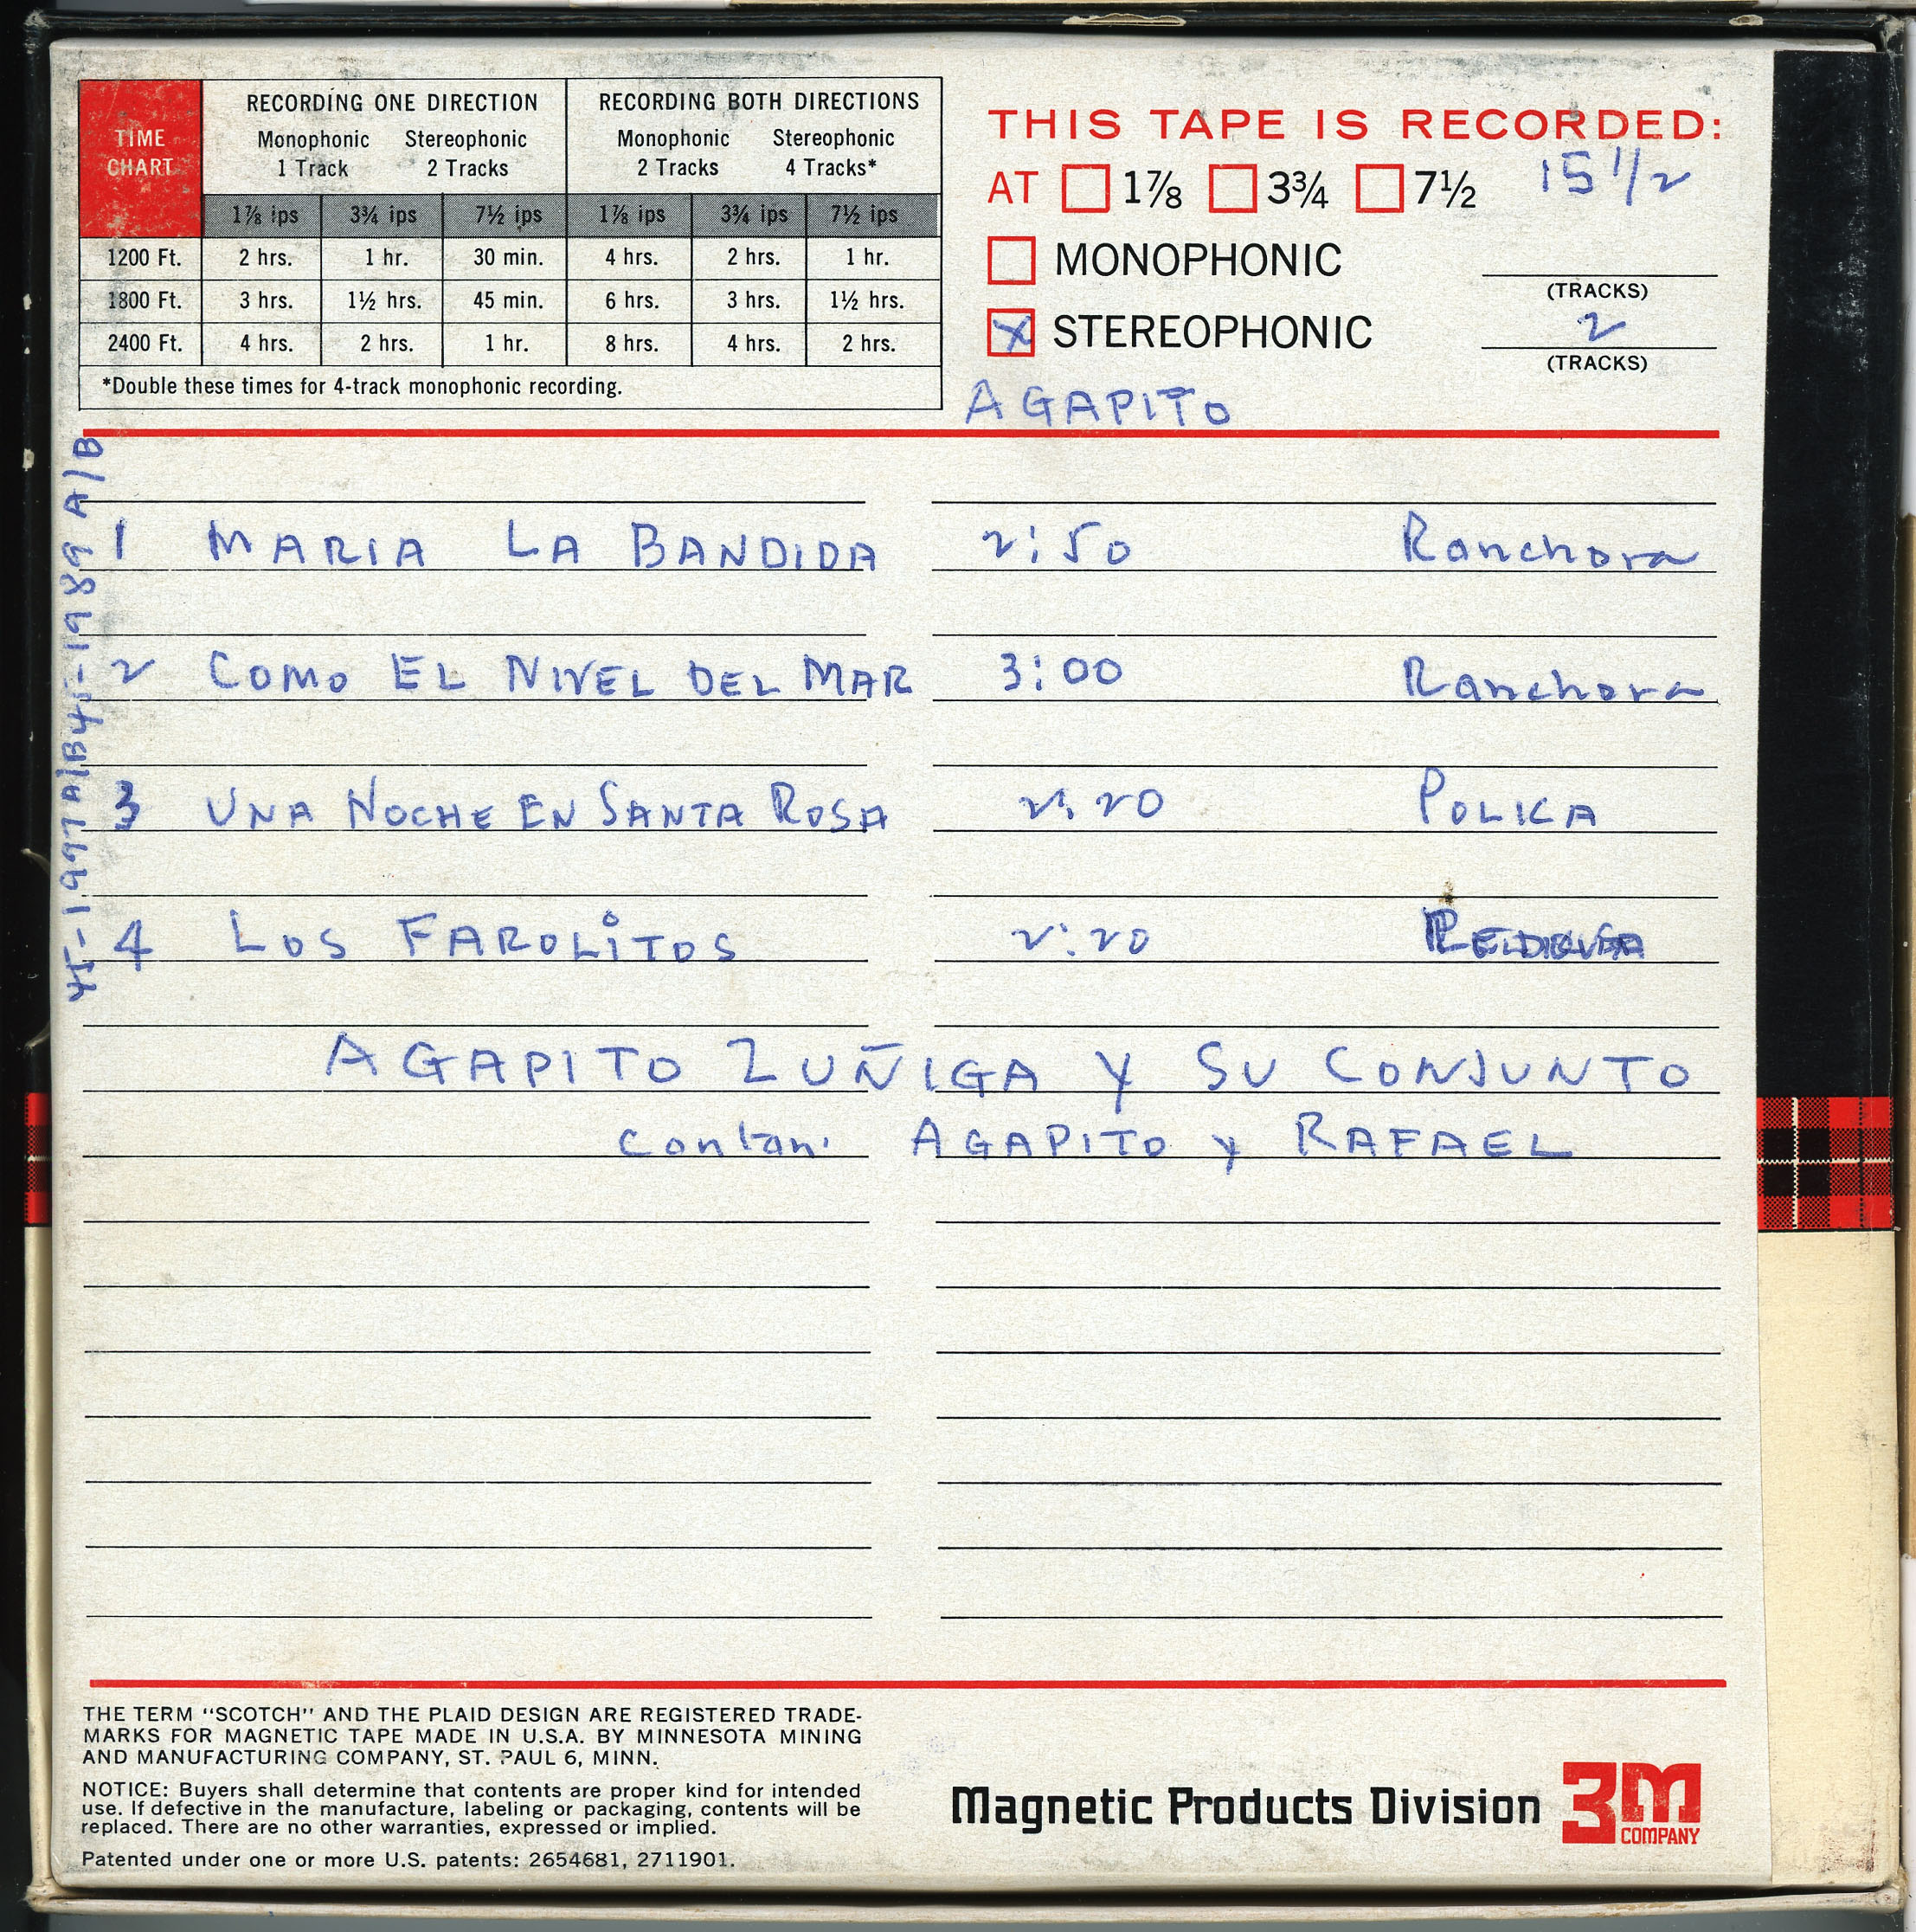 TIME CHART
RECORDING ONE DIRECTION RECORDING BOTH DIRECTIONS
Monophonic Stereophonic Monophonic Stereophonic
1 Track 2 Tracks 2 Tracks 4 Tracks*
1⅞ ips 3¾ ips 7½ ips 1⅞ ips 3¾ ips 7½ ips
1200 Ft. 2 hrs. 1 hr. 30 min. 4 hrs. 2 hrs. 1 hr.
1800 Ft. 3 hrs. 1½ hrs. 45 min. 6 hrs. 3 hrs. 1½ hrs.
2400 Ft. 4 hrs. 2 hrs. 1 hr. 8 hrs. 4 hrs. 2 hrs.
*Double these times for 4-track monophonic recording.
THIS TAPE IS RECORDED:
AT 1⅞ 3¾ 7½ 15 1/2
MONOPHONIC
(TRACKS)
X STEREOPHONIC 2
(TRACKS)
AGAPITO
45-1997A/B 45-1989 A/B
1 MARIA LA BANDIDA 2:50 Ranchora
2 COMO EL NIVEL DEL MAR 3:00 Ranchora
3 UNA NOCHE EN SANTA ROSA 2:20 POLKA
4 LOS FAROLiTOS 2:20
AGAPITO ZUÑIGA Y SU CONJUNTO
Cantan: AGAPITO y RAFAEL
THE TERM "SCOTCH" AND THE PLAID DESIGN ARE REGISTERED TRADE-
MARKS FOR MAGNETIC TAPE MADE IN U.S.A. BY MINNESOTA MINING
AND MANUFACTURING COMPANY, ST. PAUL 6, MINN.
NOTICE: Buyers shall determine that contents are proper kind for intended
use. If defective in the manufacture, labeling or packaging, contents will be
replaced. There are no other warranties, expressed or implied.
Patented under one or more U.S. patents: 2654681, 2711901.
Magnetic Products Division 3M
COMPANY